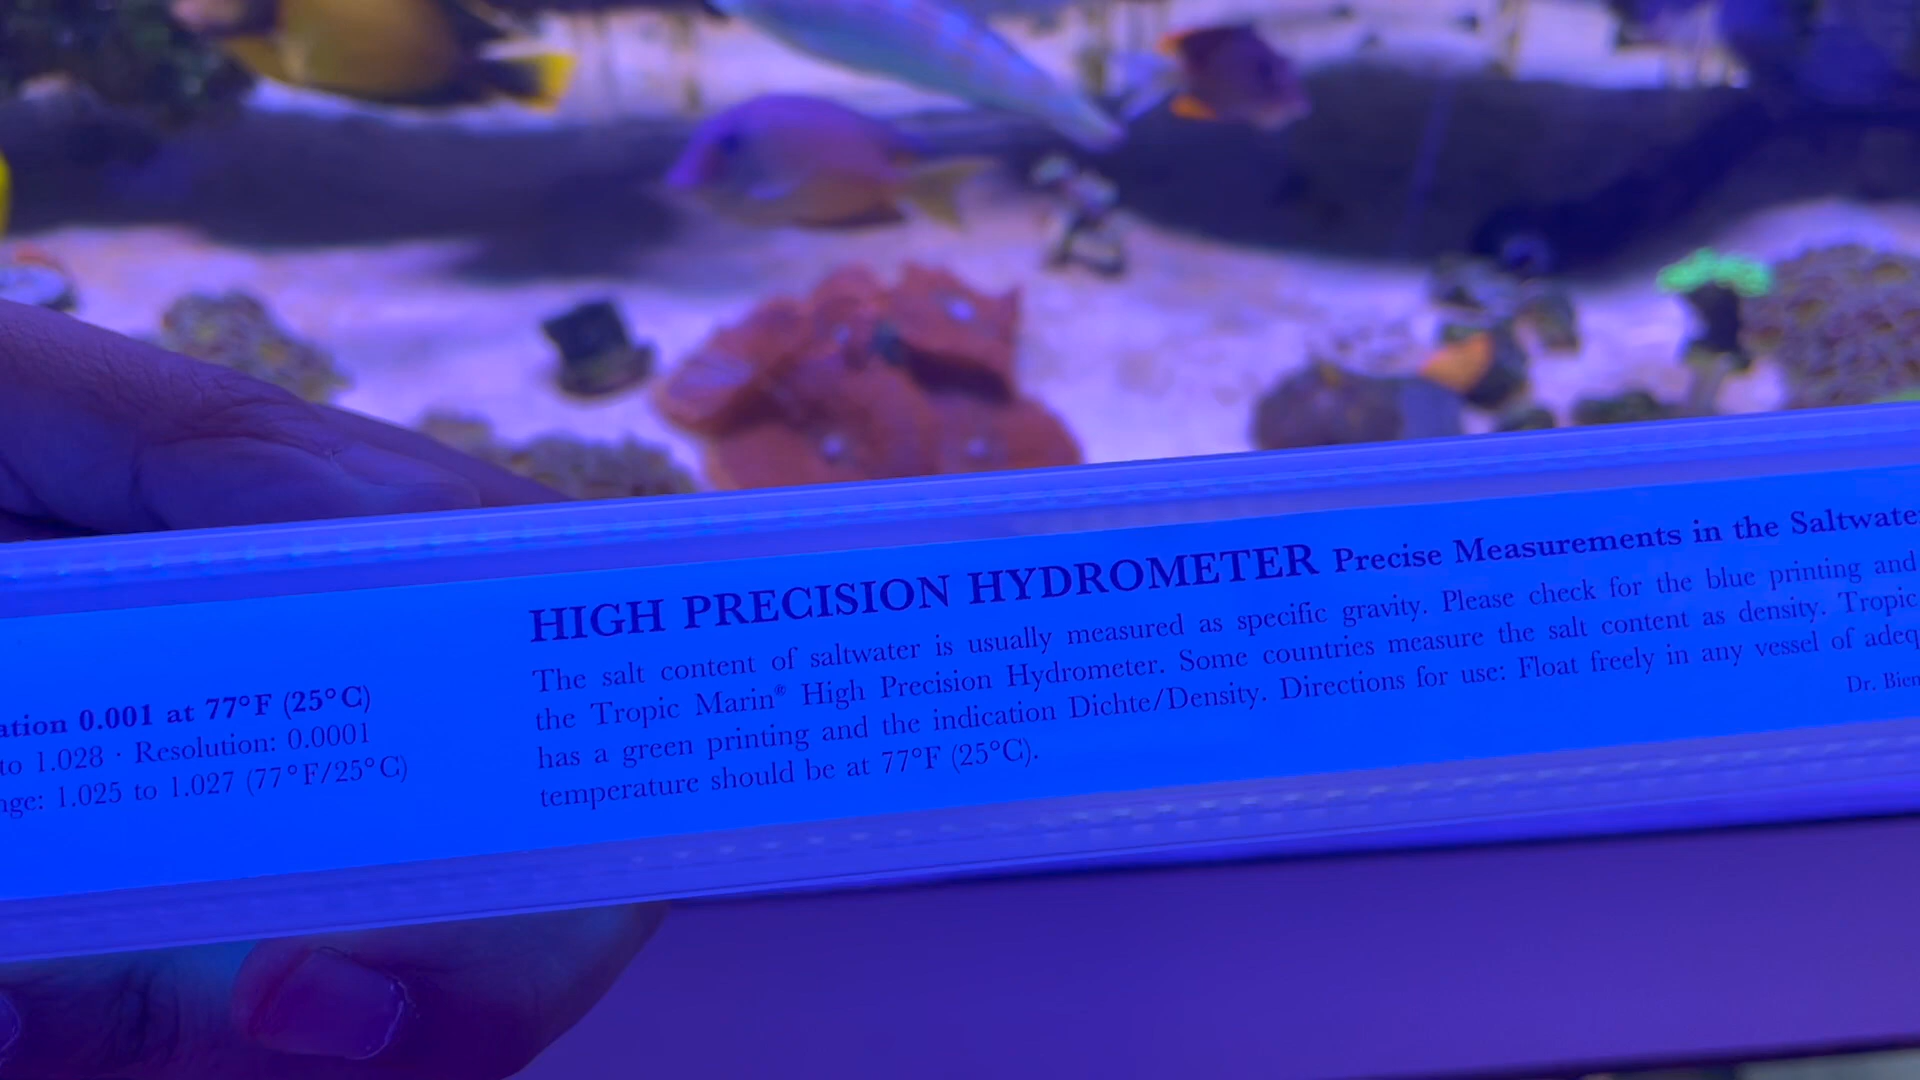 ation 0.001 at 77°F (25°C)
to 1.028 · Resolution: 0.0001
nge: 1.025 to 1.027 (77°F/25°C)
HIGH PRECISION HYDROMETER Precise Measurements in the Saltwate
The salt content of saltwater is usually measured as specific gravity. Please check for the blue printing and
the Tropic Marin® High Precision Hydrometer. Some countries measure the salt content as density. Tropic
has a green printing and the indication Dichte/Density. Directions for use: Float freely in any vessel of adeq
temperature should be at 77°F (25°C).
Dr. Bien